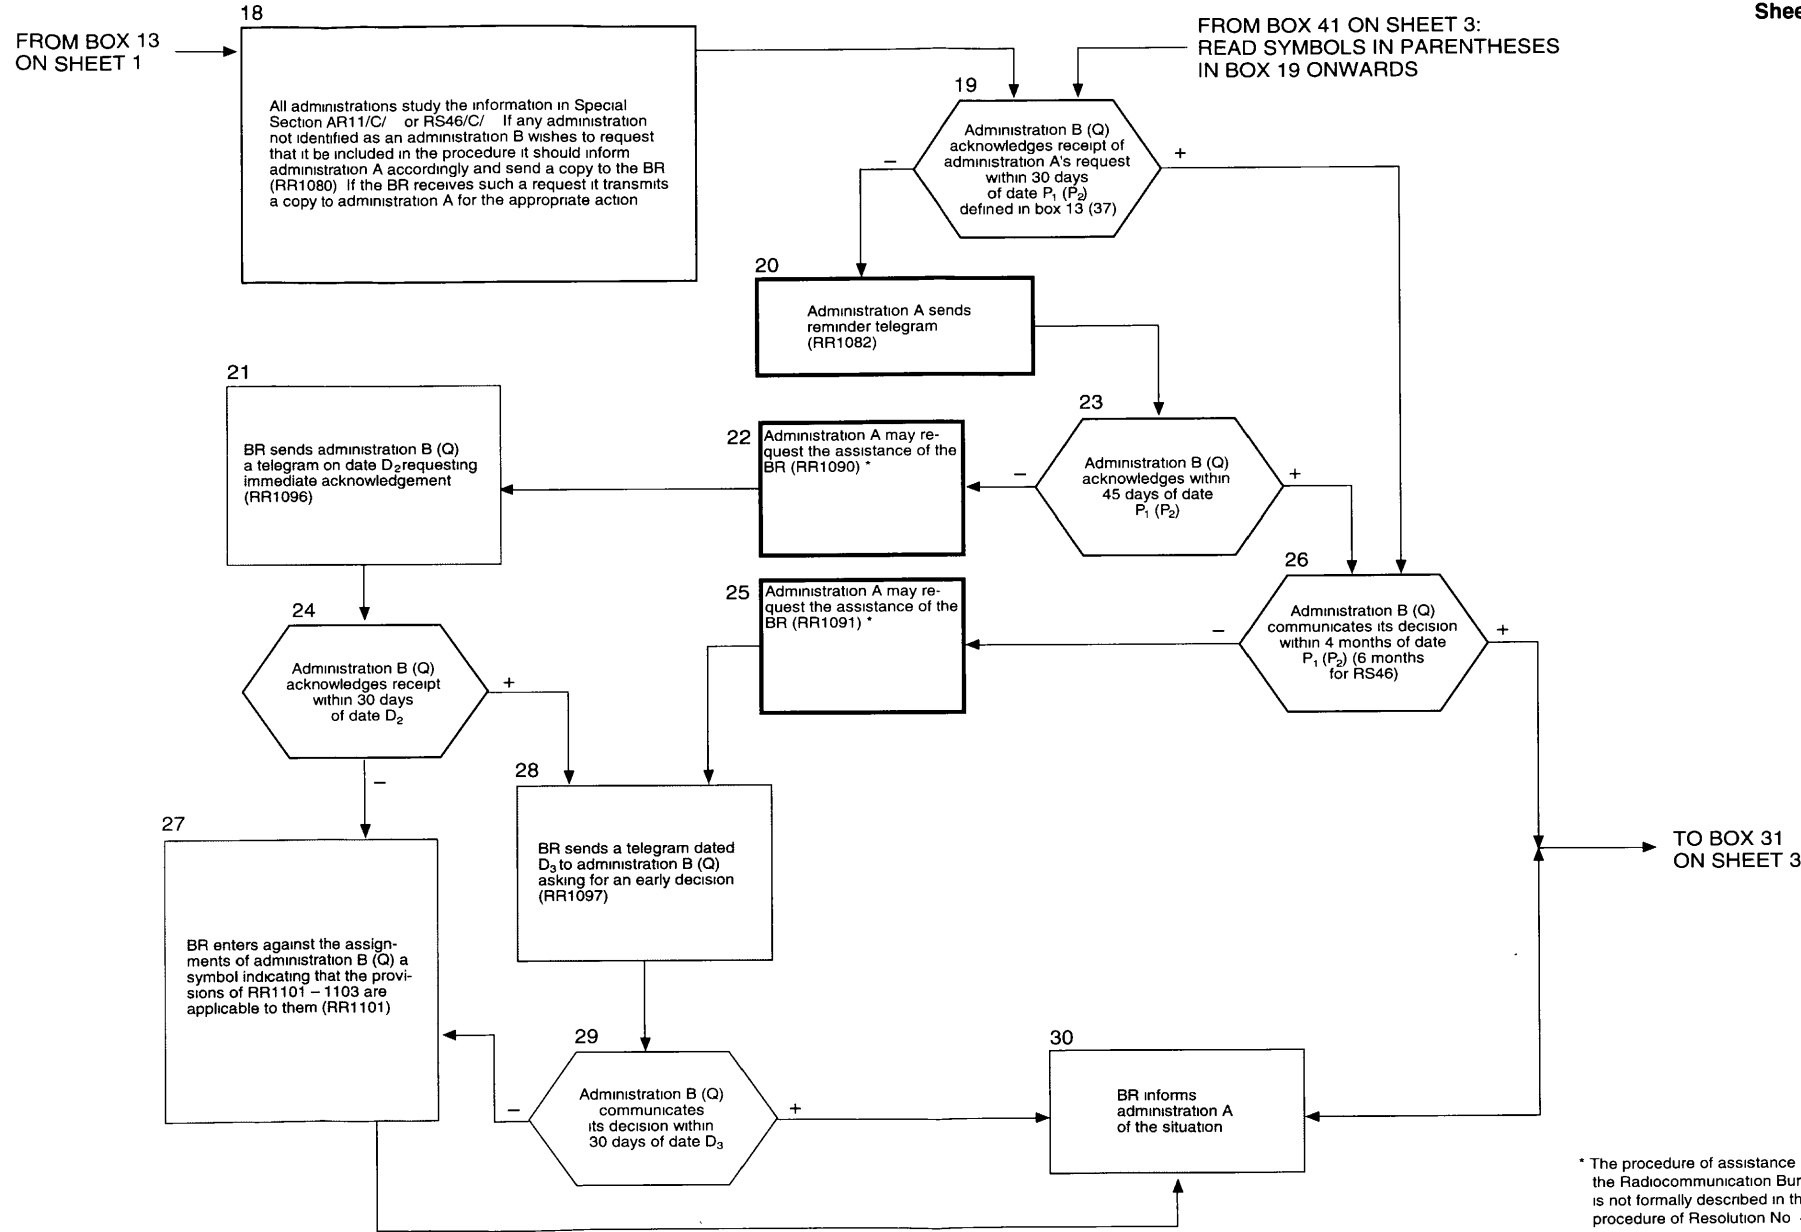 Shee
18
FROM BOX 13
ON SHEET 1
All administrations study the information in Special
Section AR11/C/ or RS46/C/ If any administration
not identified as an administration B wishes to request
that it be included in the procedure it should inform
administration A accordingly and send a copy to the BR
(RR1080) If the BR receives such a request it transmits
a copy to administration A for the appropriate action
FROM BOX 41 ON SHEET 3:
READ SYMBOLS IN PARENTHESES
IN BOX 19 ONWARDS
19
Administration B (Q)
acknowledges receipt of
administration A's request
within 30 days
of date P₁ (P₂)
defined in box 13 (37)
−
+
20
Administration A sends
reminder telegram
(RR1082)
21
BR sends administration B (Q)
a telegram on date D₂ requesting
immediate acknowledgement
(RR1096)
22
Administration A may re-
quest the assistance of the
BR (RR1090) *
23
Administration B (Q)
acknowledges within
45 days of date
P₁ (P₂)
−
+
24
Administration B (Q)
acknowledges receipt
within 30 days
of date D₂
+
−
25
Administration A may re-
quest the assistance of the
BR (RR1091) *
26
Administration B (Q)
communicates its decision
within 4 months of date
P₁ (P₂) (6 months
for RS46)
−
+
27
BR enters against the assign-
ments of administration B (Q) a
symbol indicating that the provi-
sions of RR1101 – 1103 are
applicable to them (RR1101)
28
BR sends a telegram dated
D₃ to administration B (Q)
asking for an early decision
(RR1097)
TO BOX 31
ON SHEET 3
29
Administration B (Q)
communicates
its decision within
30 days of date D₃
−
+
30
BR informs
administration A
of the situation
* The procedure of assistance
the Radiocommunication Bur
is not formally described in th
procedure of Resolution No